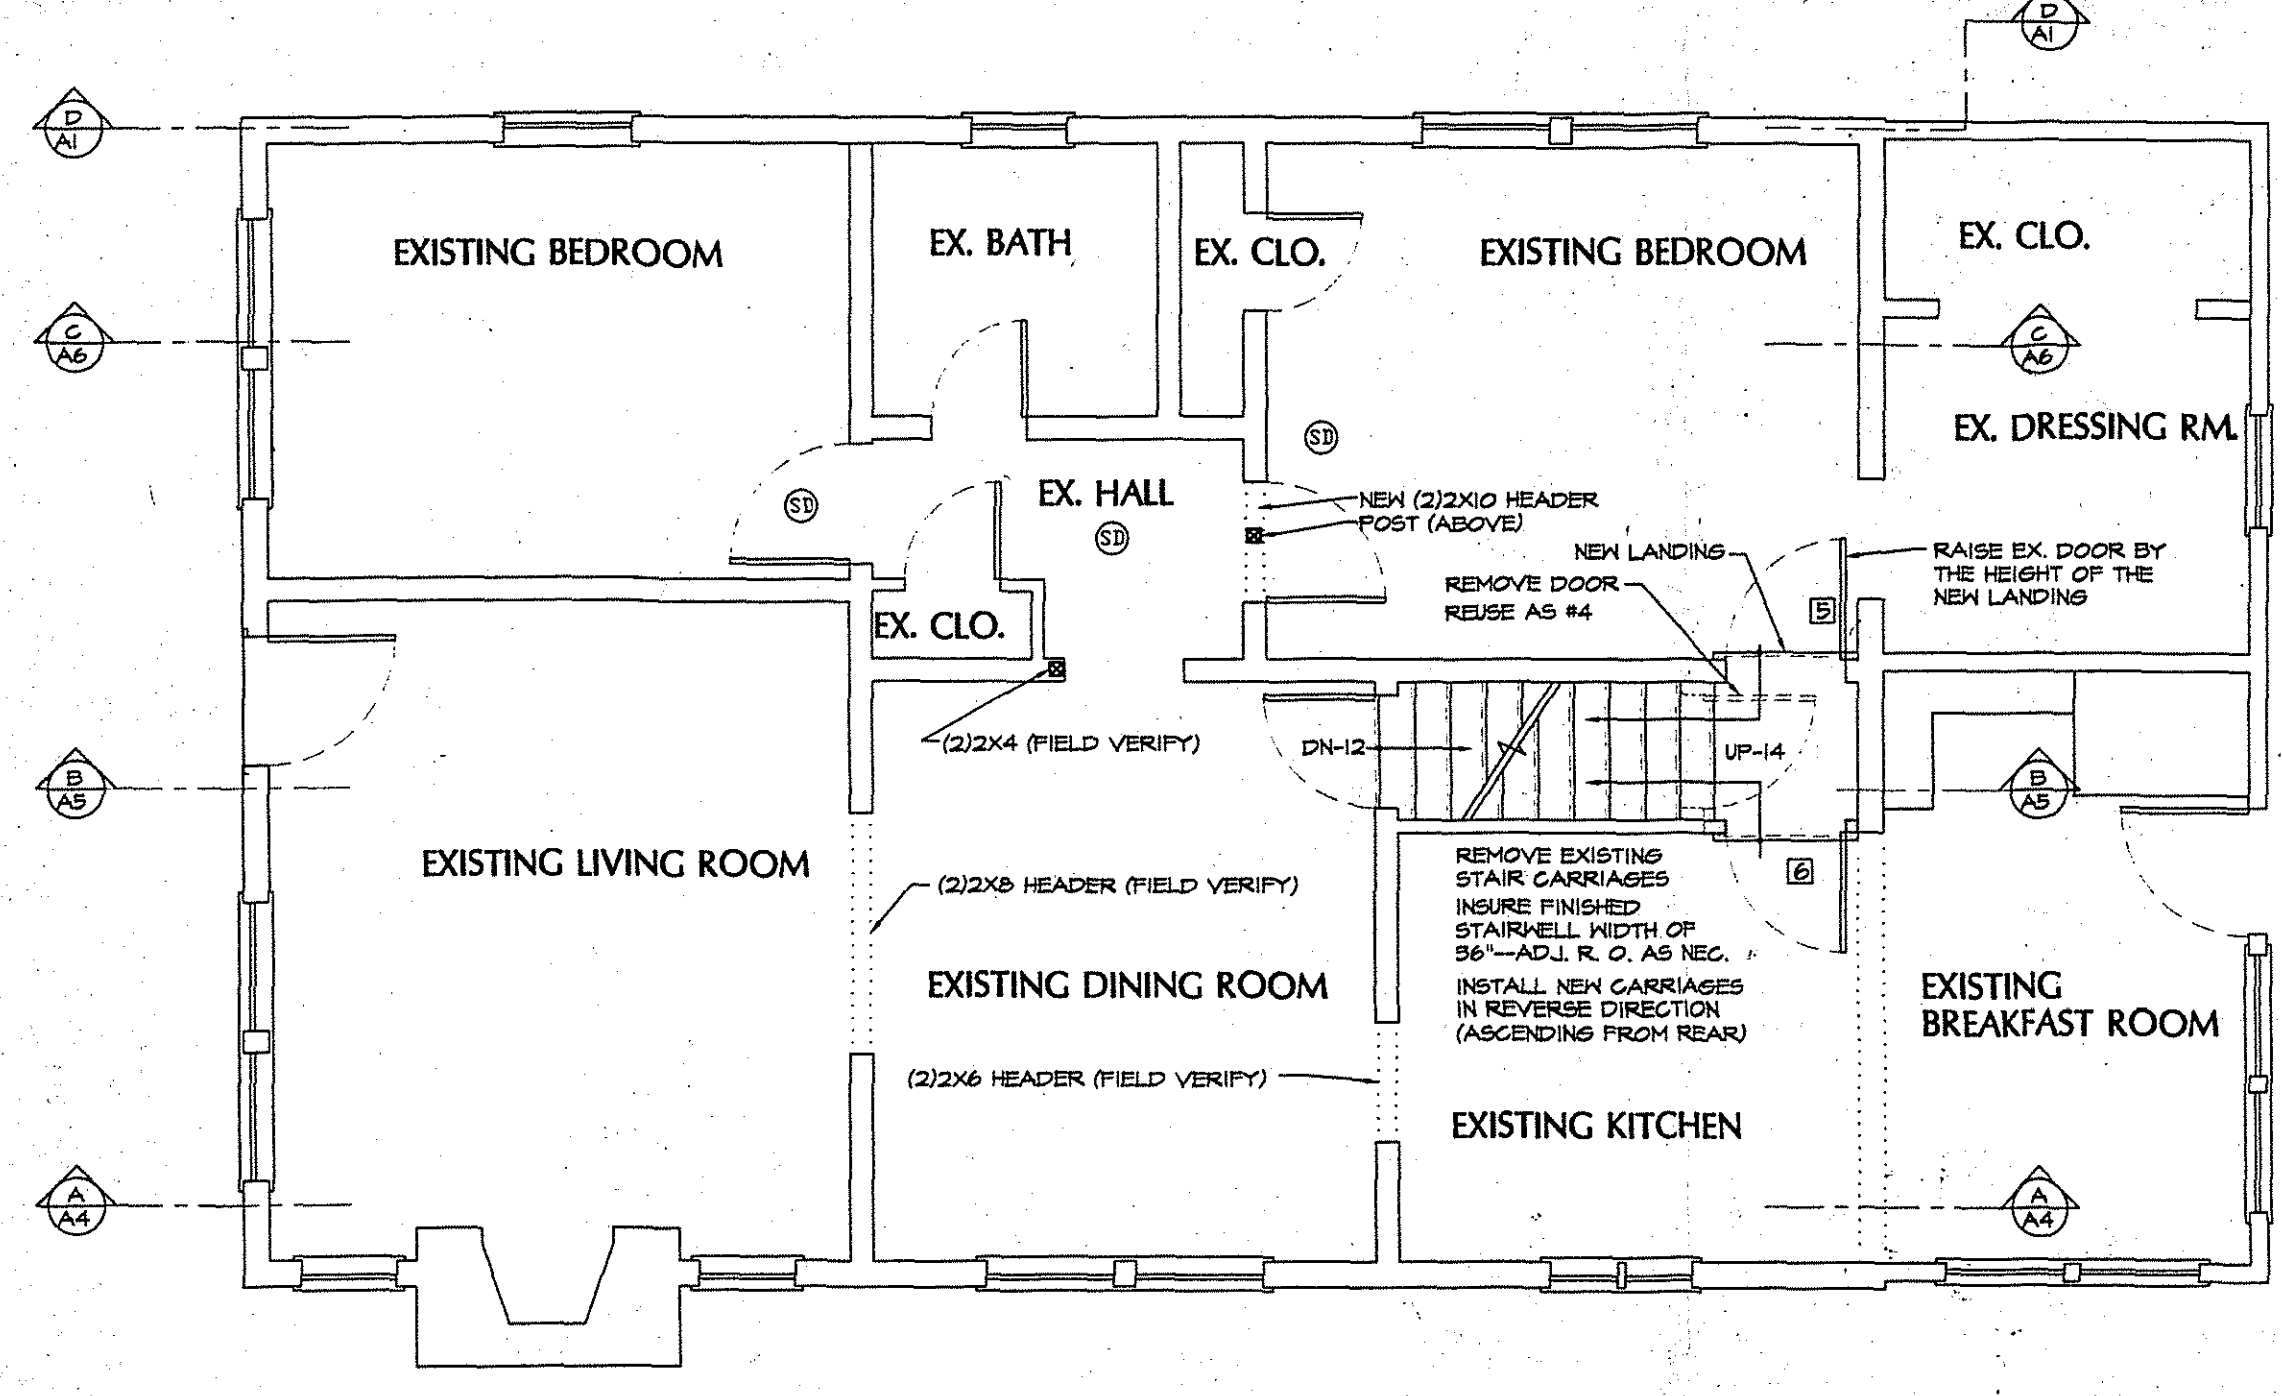 D
A1
D
A1
EXISTING BEDROOM
EX. BATH
EX. CLO.
EXISTING BEDROOM
EX. CLO.
C
A6
C
A6
EX. DRESSING RM.
SD
SD
EX. HALL
SD
NEW (2)2X10 HEADER
POST (ABOVE)
NEW LANDING
REMOVE DOOR
REUSE AS #4
RAISE EX. DOOR BY
THE HEIGHT OF THE
NEW LANDING
5
EX. CLO.
(2)2X4 (FIELD VERIFY)
DN-12
UP-14
B
A5
B
A5
EXISTING LIVING ROOM
(2)2X8 HEADER (FIELD VERIFY)
REMOVE EXISTING
STAIR CARRIAGES
INSURE FINISHED
STAIRWELL WIDTH OF
36"--ADJ. R. O. AS NEC.
INSTALL NEW CARRIAGES
IN REVERSE DIRECTION
(ASCENDING FROM REAR)
6
EXISTING DINING ROOM
EXISTING
BREAKFAST ROOM
(2)2X6 HEADER (FIELD VERIFY)
EXISTING KITCHEN
A
A4
A
A4